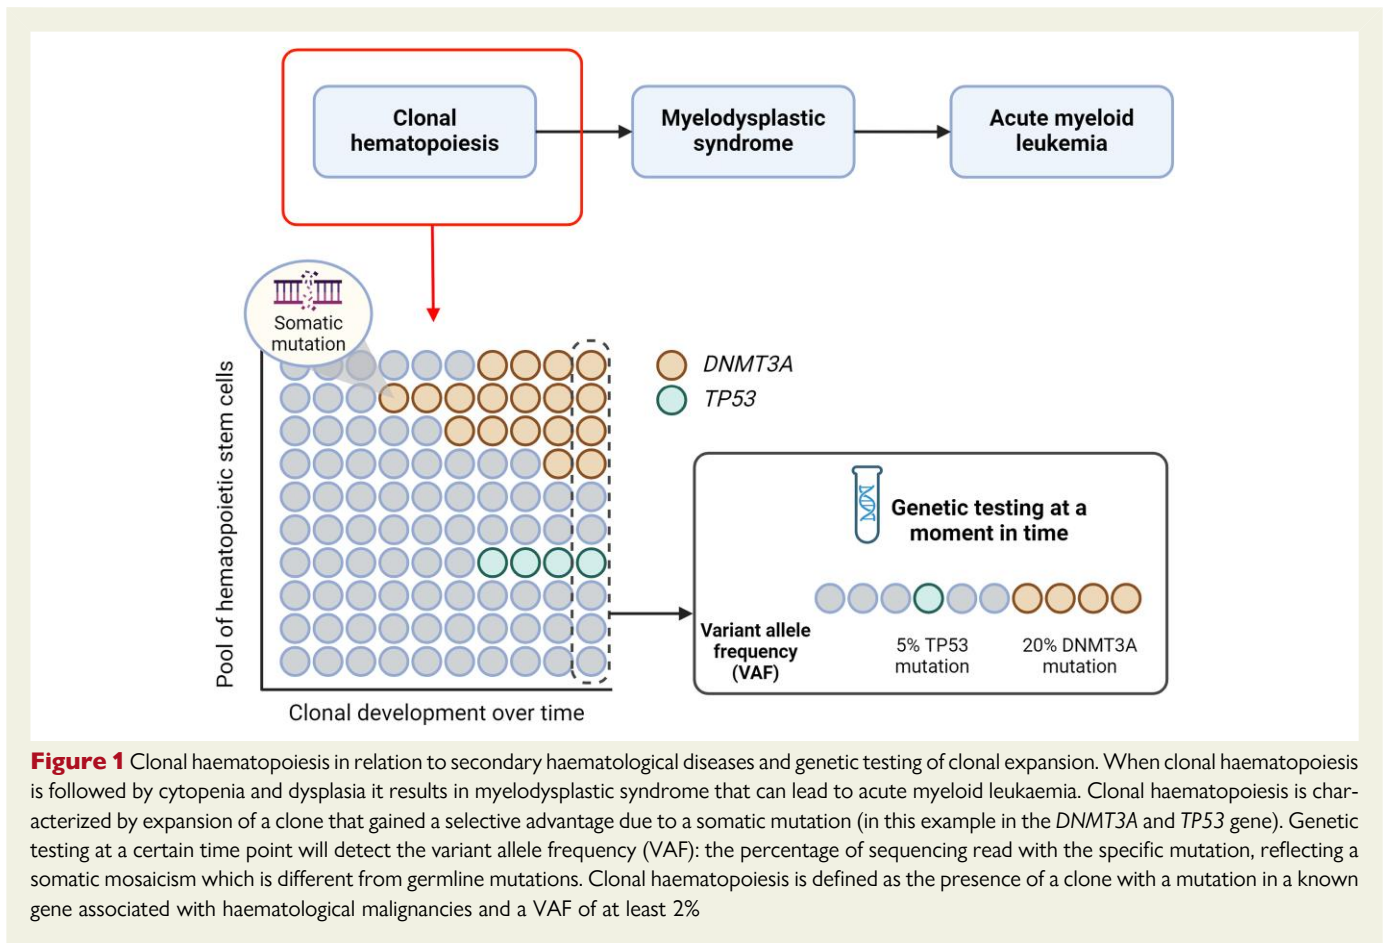 Clonal
hematopoiesis
Myelodysplastic
syndrome
Acute myeloid
leukemia
Somatic
mutation
Pool of hematopoietic stem cells
Clonal development over time
DNMT3A
TP53
Genetic testing at a
moment in time
Variant allele
frequency
(VAF)
5% TP53
mutation
20% DNMT3A
mutation
Figure 1 Clonal haematopoiesis in relation to secondary haematological diseases and genetic testing of clonal expansion. When clonal haematopoiesis
is followed by cytopenia and dysplasia it results in myelodysplastic syndrome that can lead to acute myeloid leukaemia. Clonal haematopoiesis is char-
acterized by expansion of a clone that gained a selective advantage due to a somatic mutation (in this example in the DNMT3A and TP53 gene). Genetic
testing at a certain time point will detect the variant allele frequency (VAF): the percentage of sequencing read with the specific mutation, reflecting a
somatic mosaicism which is different from germline mutations. Clonal haematopoiesis is defined as the presence of a clone with a mutation in a known
gene associated with haematological malignancies and a VAF of at least 2%